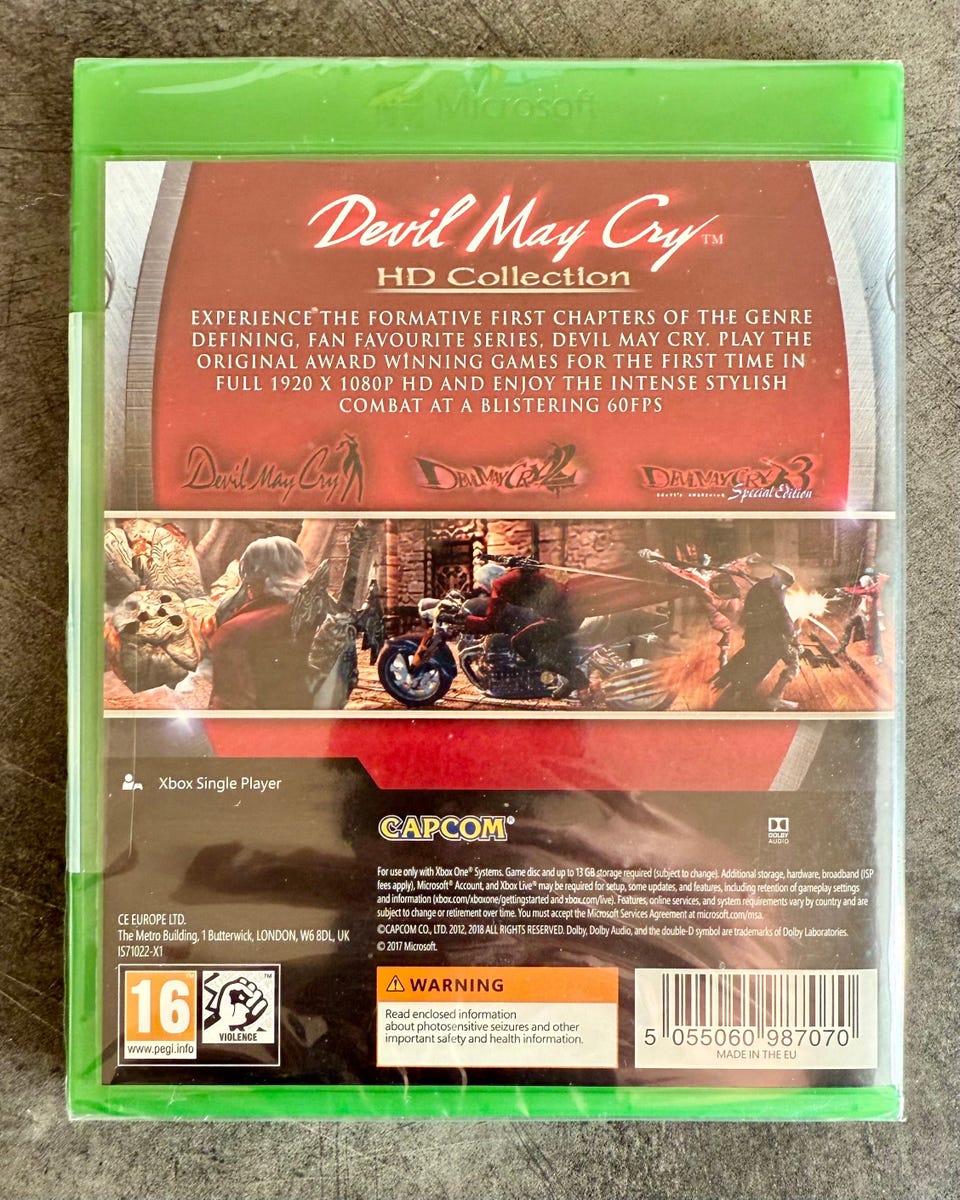 Microsoft
Devil May Cry™
HD Collection
EXPERIENCE THE FORMATIVE FIRST CHAPTERS OF THE GENRE
DEFINING, FAN FAVOURITE SERIES, DEVIL MAY CRY. PLAY THE
ORIGINAL AWARD WINNING GAMES FOR THE FIRST TIME IN
FULL 1920 X 1080P HD AND ENJOY THE INTENSE STYLISH
COMBAT AT A BLISTERING 60FPS
Devil May Cry
DEVIL MAY CRY 2
DEVIL MAY CRY 3
DANTE'S AWAKENING Special Edition
Xbox Single Player
CAPCOM®
DOLBY
AUDIO
For use only with Xbox One® Systems. Game disc and up to 13 GB storage required (subject to change). Additional storage, hardware, broadband (ISP
fees apply), Microsoft® Account, and Xbox Live® may be required for setup, some updates, and features, including retention of gameplay settings
and information (xbox.com/xboxone/gettingstarted and xbox.com/live). Features, online services, and system requirements vary by country and are
subject to change or retirement over time. You must accept the Microsoft Services Agreement at microsoft.com/msa.
©CAPCOM CO., LTD. 2012, 2018 ALL RIGHTS RESERVED. Dolby, Dolby Audio, and the double-D symbol are trademarks of Dolby Laboratories.
© 2017 Microsoft.
CE EUROPE LTD.
The Metro Building, 1 Butterwick, LONDON, W6 8DL, UK
IS71022-X1
16
www.pegi.info
VIOLENCE
™
WARNING
Read enclosed information
about photosensitive seizures and other
important safety and health information.
5 055060 987070
MADE IN THE EU